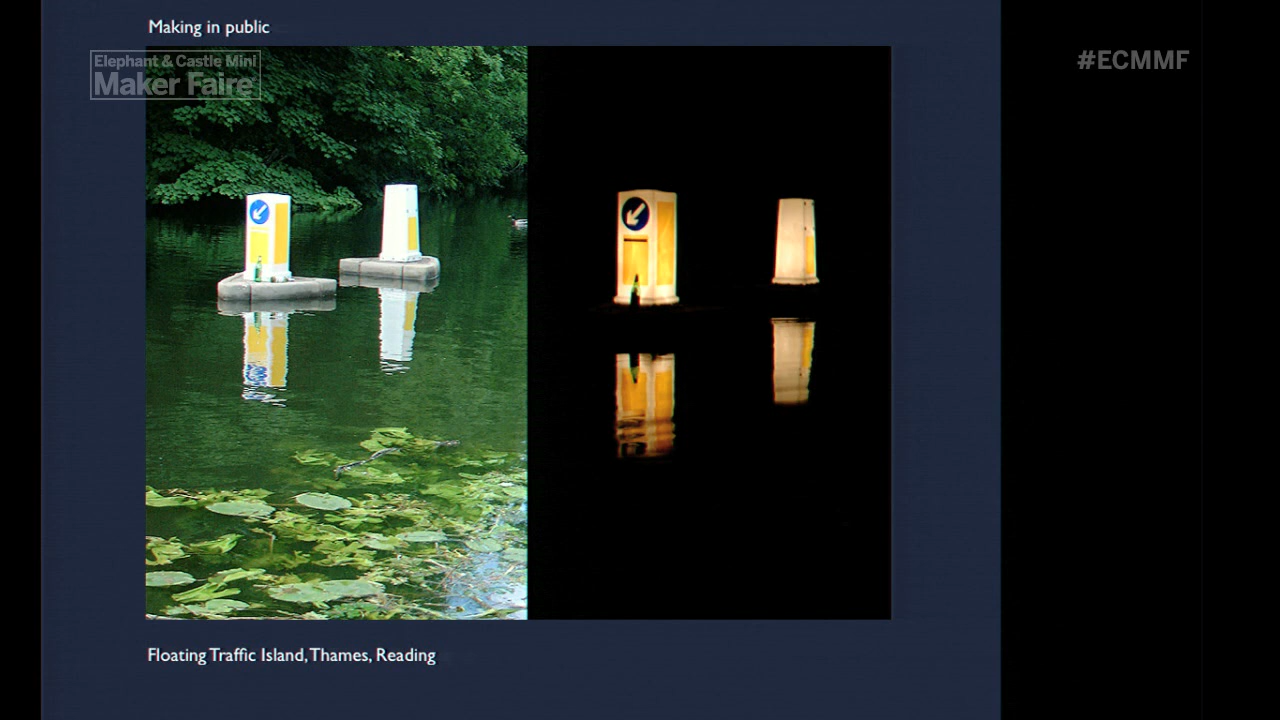 Making in public
Elephant & Castle Mini
Maker Faire
#ECMMF
Floating Traffic Island, Thames, Reading